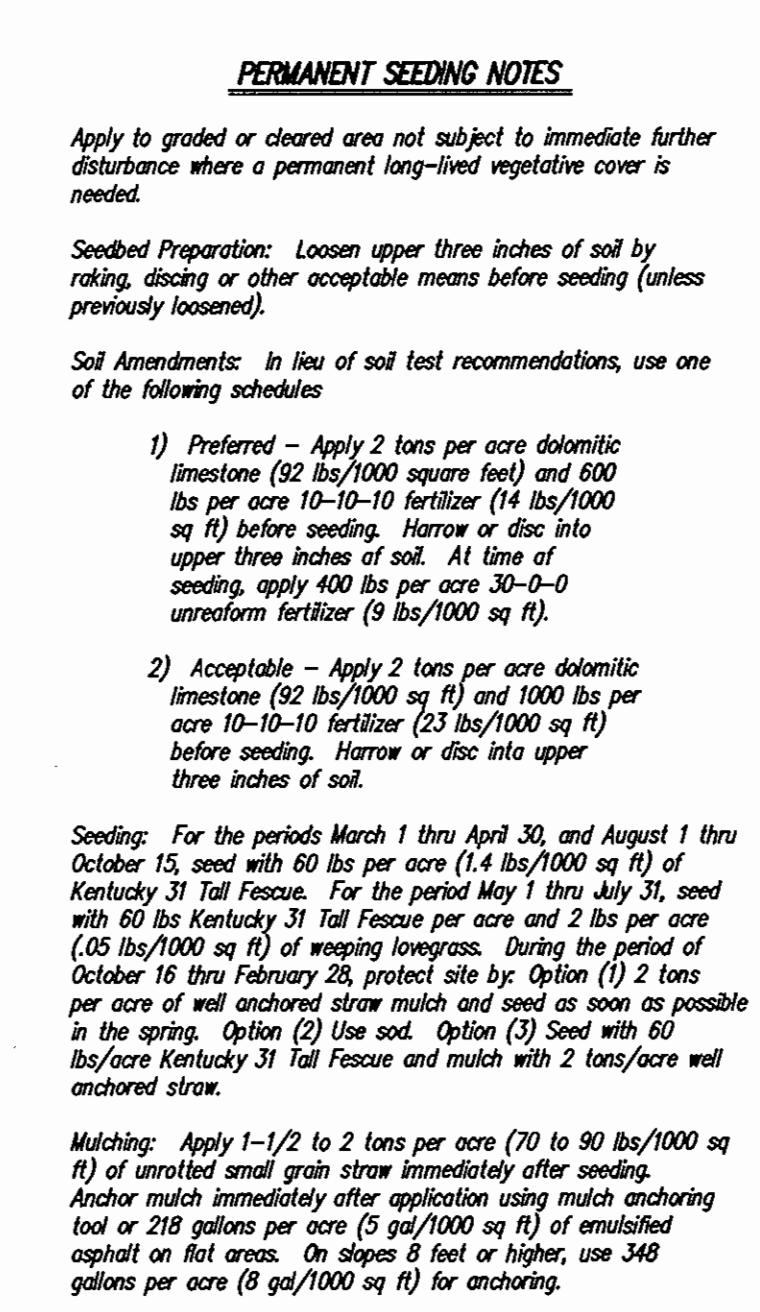 PERMANENT SEEDING NOTES
Apply to graded or cleared area not subject to immediate further
disturbance where a permanent long-lived vegetative cover is
needed.
Seedbed Preparation: Loosen upper three inches of soil by
raking, discing or other acceptable means before seeding (unless
previously loosened).
Soil Amendments: In lieu of soil test recommendations, use one
of the following schedules
1) Preferred - Apply 2 tons per acre dolomitic
limestone (92 lbs/1000 square feet) and 600
lbs per acre 10-10-10 fertilizer (14 lbs/1000
sq ft) before seeding. Harrow or disc into
upper three inches of soil. At time of
seeding, apply 400 lbs per acre 30-0-0
unreaform fertilizer (9 lbs/1000 sq ft).
2) Acceptable - Apply 2 tons per acre dolomitic
limestone (92 lbs/1000 sq ft) and 1000 lbs per
acre 10-10-10 fertilizer (23 lbs/1000 sq ft)
before seeding. Harrow or disc into upper
three inches of soil.
Seeding: For the periods March 1 thru April 30, and August 1 thru
October 15, seed with 60 lbs per acre (1.4 lbs/1000 sq ft) of
Kentucky 31 Tall Fescue. For the period May 1 thru July 31, seed
with 60 lbs Kentucky 31 Tall Fescue per acre and 2 lbs per acre
(.05 lbs/1000 sq ft) of weeping lovegrass. During the period of
October 16 thru February 28, protect site by: Option (1) 2 tons
per acre of well anchored straw mulch and seed as soon as possible
in the spring. Option (2) Use sod. Option (3) Seed with 60
lbs/acre Kentucky 31 Tall Fescue and mulch with 2 tons/acre well
anchored straw.
Mulching: Apply 1-1/2 to 2 tons per acre (70 to 90 lbs/1000 sq
ft) of unrotted small grain straw immediately after seeding.
Anchor mulch immediately after application using mulch anchoring
tool or 218 gallons per acre (5 gal/1000 sq ft) of emulsified
asphalt on flat areas. On slopes 8 feet or higher, use 348
gallons per acre (8 gal/1000 sq ft) for anchoring.